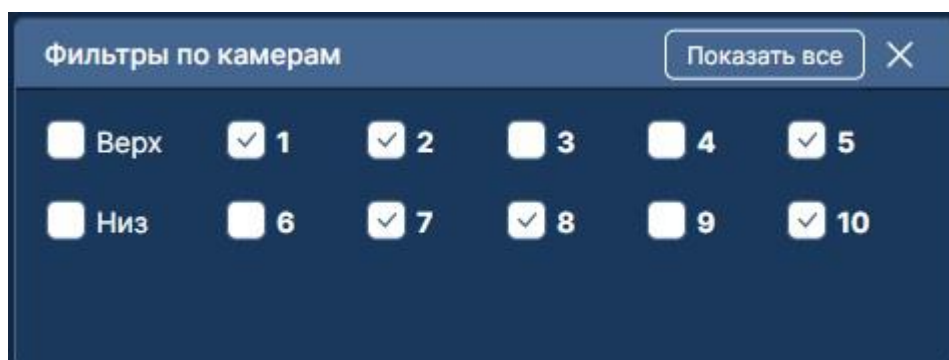 Фильтры по камерам Показать все
Верх 1 2 3 4 5
Низ 6 7 8 9 10